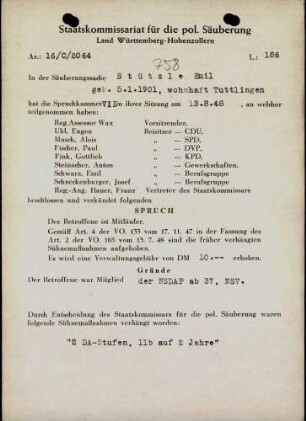 Staatskommissariat für die pol. Säuberung
Land Württemberg-Hohenzollern
Az.: 16/C/2064 L.: 186
758
In der Säuberungssache Stützle Emil
geb. 5.1.1901, wohnhaft Tuttlingen
hat die Spruchkammer VII in ihrer Sitzung am 13.8.48, an welcher
teilgenommen haben:
Reg.Assessor Wax Vorsitzender,
Uhl, Eugen Beisitzer — CDU,
Musch, Alois „ — SPD,
Fischer, Paul „ — DVP,
Fink, Gottlieb „ — KPD,
Steinacher, Anton „ — Gewerkschaften,
Schwarz, Emil „ — Berufsgruppe
Schneckenburger, Josef „ — Berufsgruppe
Reg.-Ang. Hauer, Franz Vertreter des Staatskommissars
beschlossen und verkündet folgenden
SPRUCH
Der Betroffene ist Mitläufer.
Gemäß Art. 4 der VO. 133 vom 17. 11. 47 in der Fassung des
Art. 2 der VO. 165 vom 13. 7. 48 sind die früher verhängten
Sühnemaßnahmen aufgehoben.
Es wird eine Verwaltungsgebühr von DM 10.-- erhoben.
Gründe
Der Betroffene war Mitglied der NSDAP ab 37, NSV.
Durch Entscheidung des Staatskommissars für die pol. Säuberung waren
folgende Sühnemaßnahmen verhängt worden:
"2 DA-Stufen, 11b auf 2 Jahre"